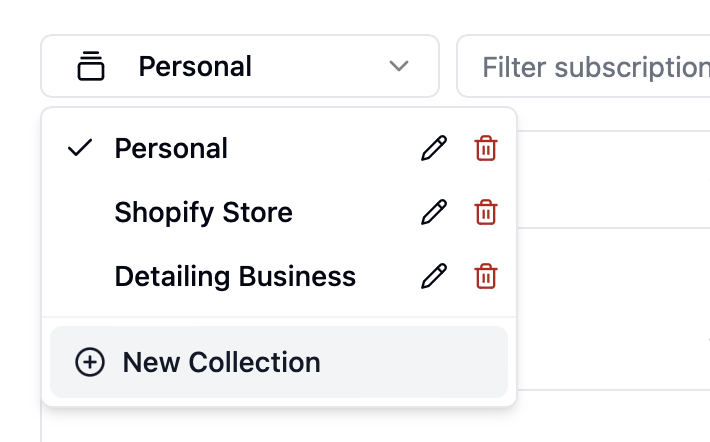 Personal
Filter subscription
Personal
Shopify Store
Detailing Business
New Collection